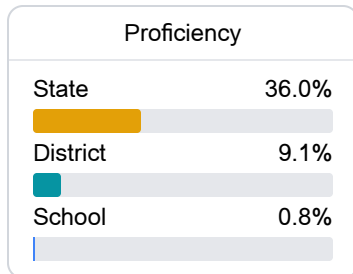 Proficiency
State 36.0%
District 9.1%
School 0.8%